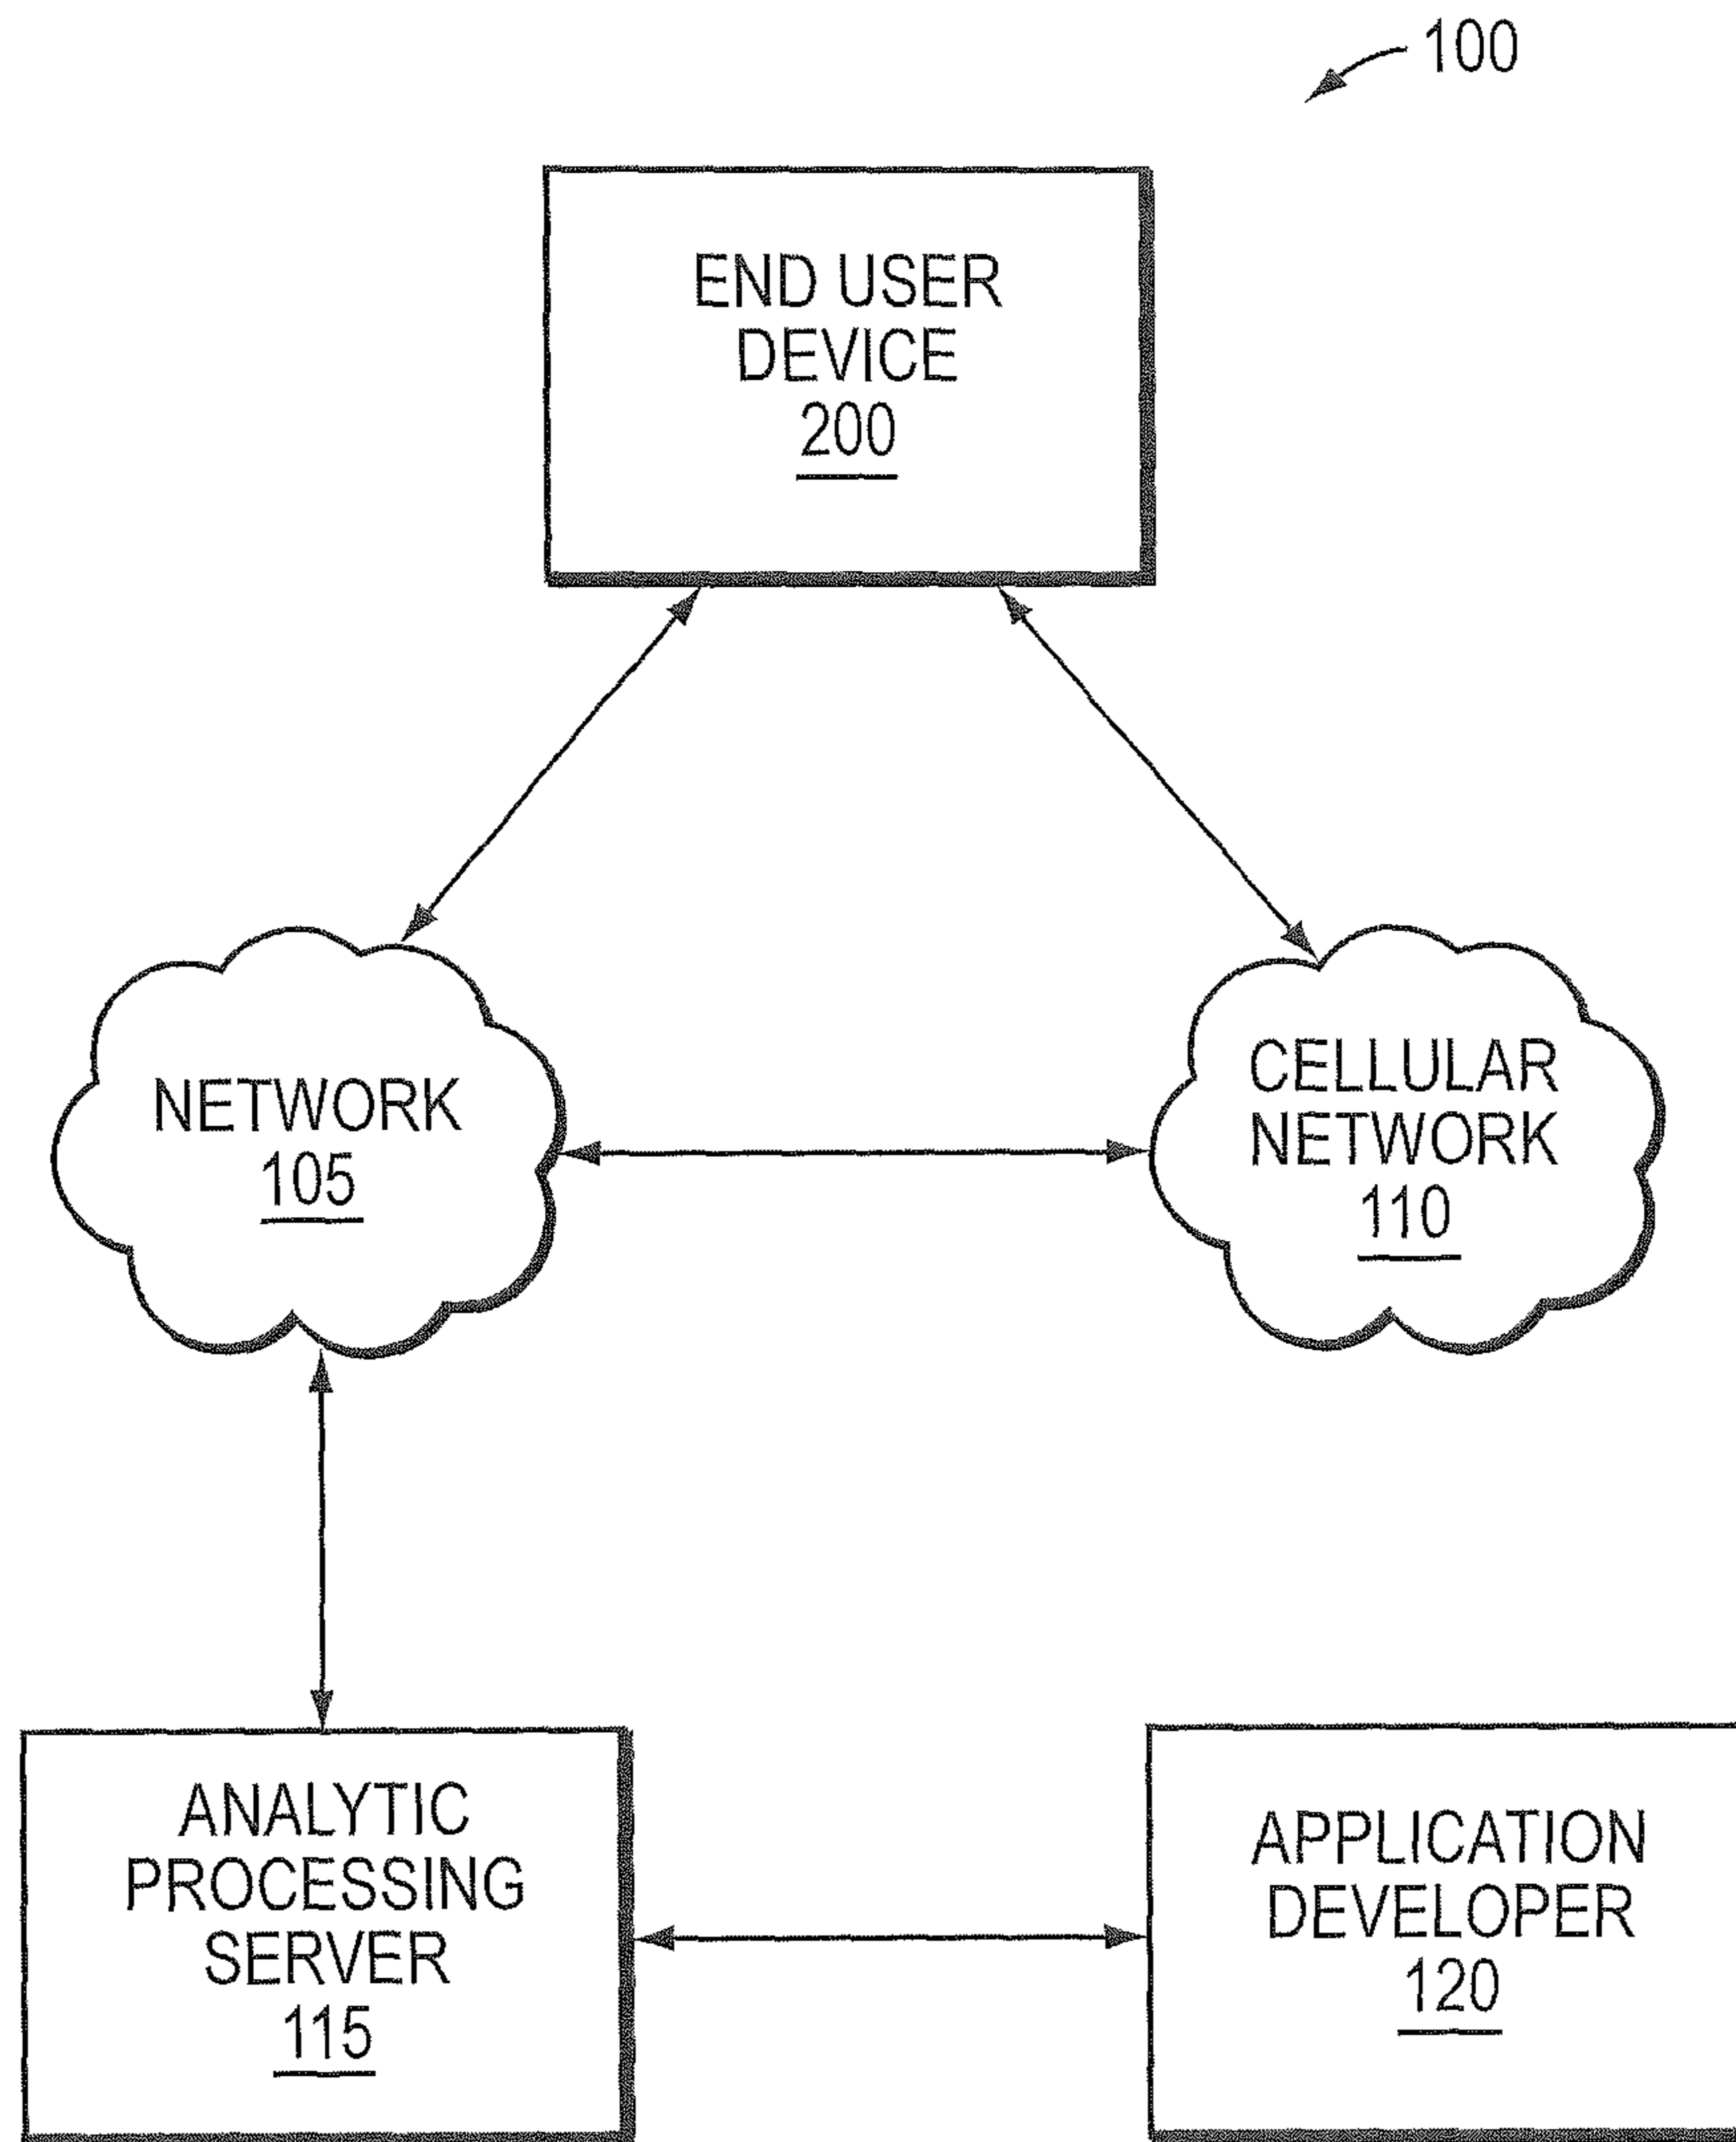 100
END USER
DEVICE
200
NETWORK
105
CELLULAR
NETWORK
110
ANALYTIC
PROCESSING
SERVER
115
APPLICATION
DEVELOPER
120